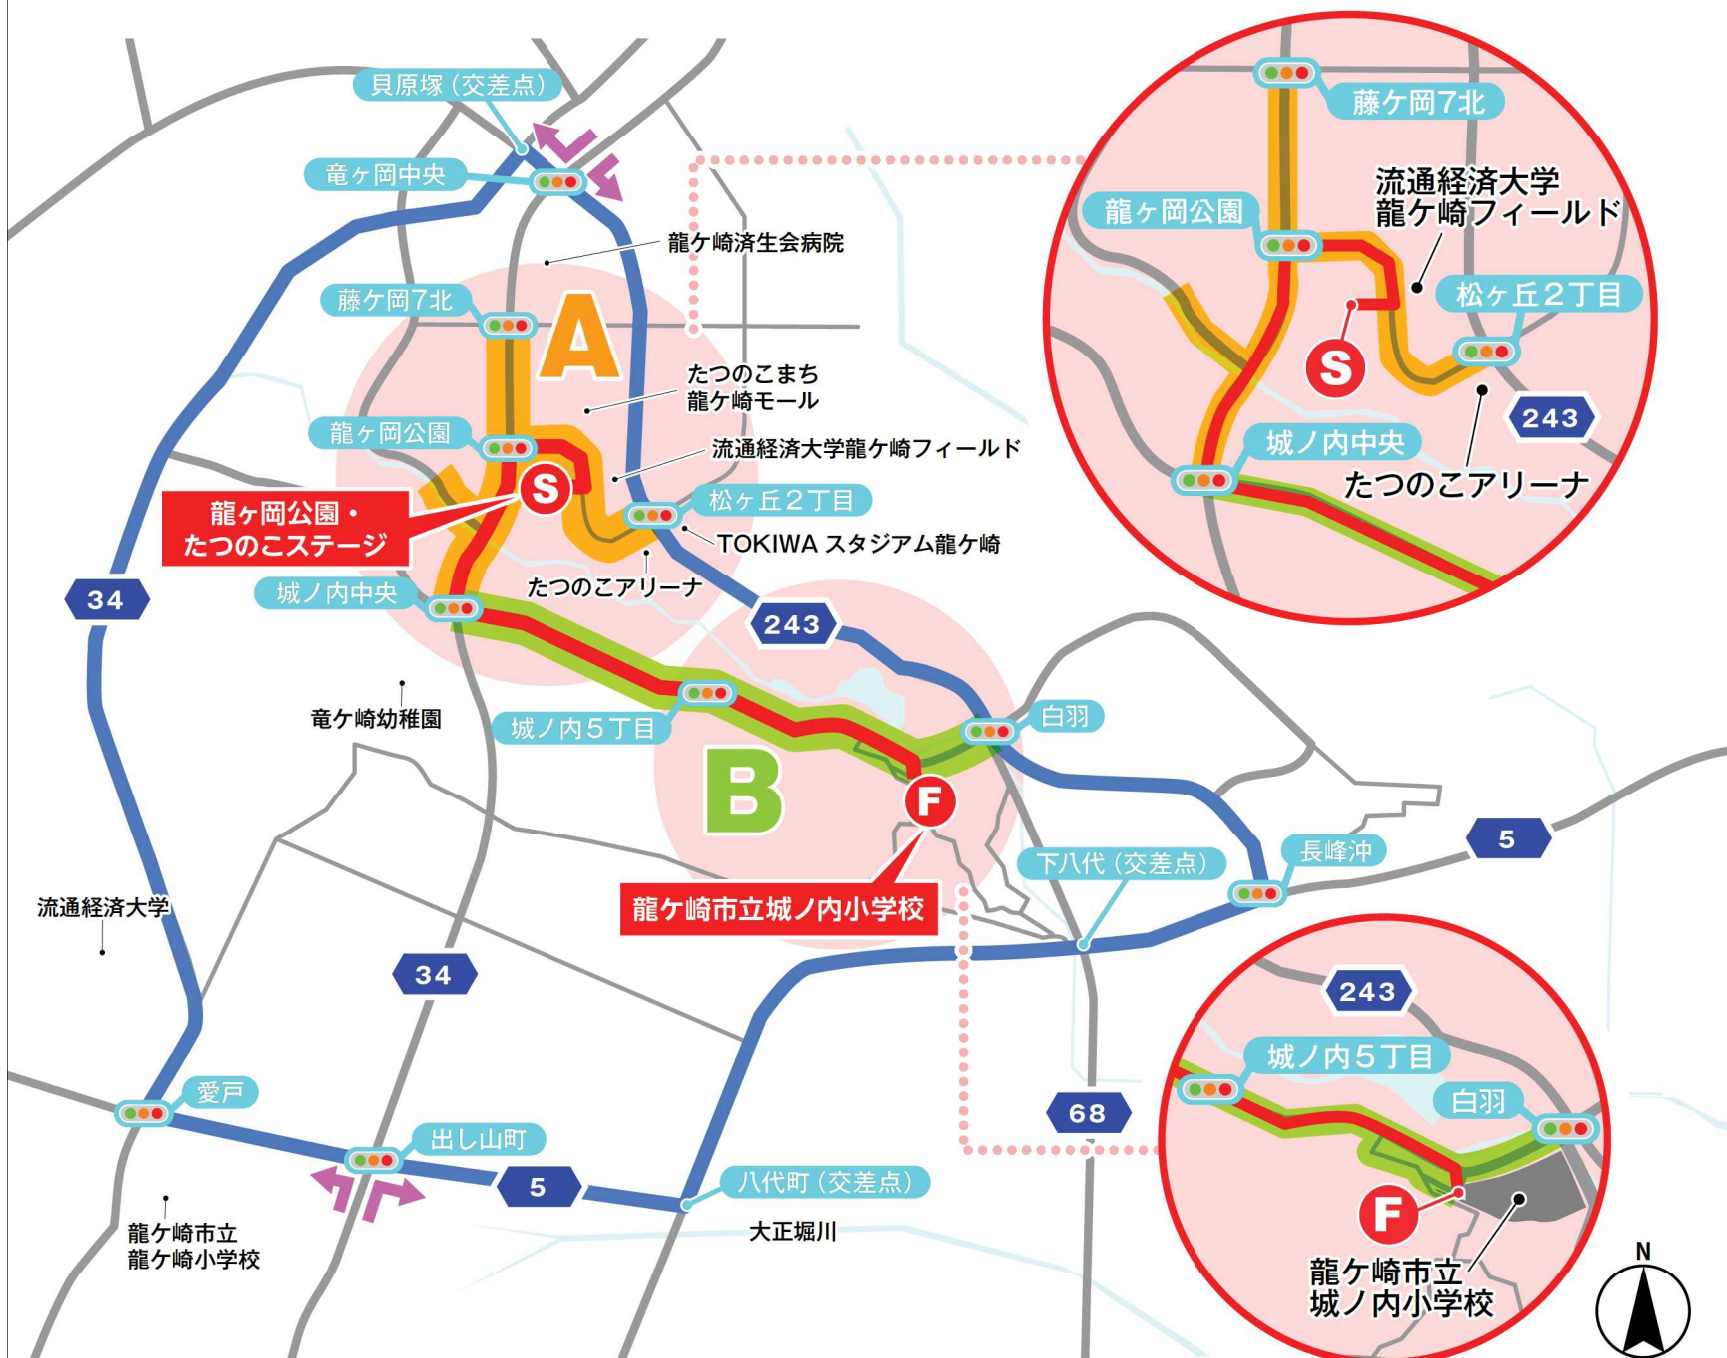 貝原塚（交差点）
竜ヶ岡中央
龍ケ崎済生会病院
藤ケ岡7北
A
たつのこまち
龍ケ崎モール
龍ヶ岡公園
流通経済大学龍ケ崎フィールド
S
龍ヶ岡公園・
たつのこステージ
松ヶ丘２丁目
TOKIWA スタジアム龍ケ崎
たつのこアリーナ
34
城ノ内中央
243
竜ケ崎幼稚園
城ノ内５丁目
白羽
B
F
龍ケ崎市立城ノ内小学校
下八代（交差点）
長峰沖
5
流通経済大学
34
68
愛戸
出し山町
5
八代町（交差点）
大正堀川
龍ケ崎市立
龍ケ崎小学校
藤ケ岡7北
流通経済大学
龍ケ崎フィールド
龍ヶ岡公園
松ヶ丘２丁目
S
243
城ノ内中央
たつのこアリーナ
243
城ノ内５丁目
白羽
F
龍ケ崎市立
城ノ内小学校
N